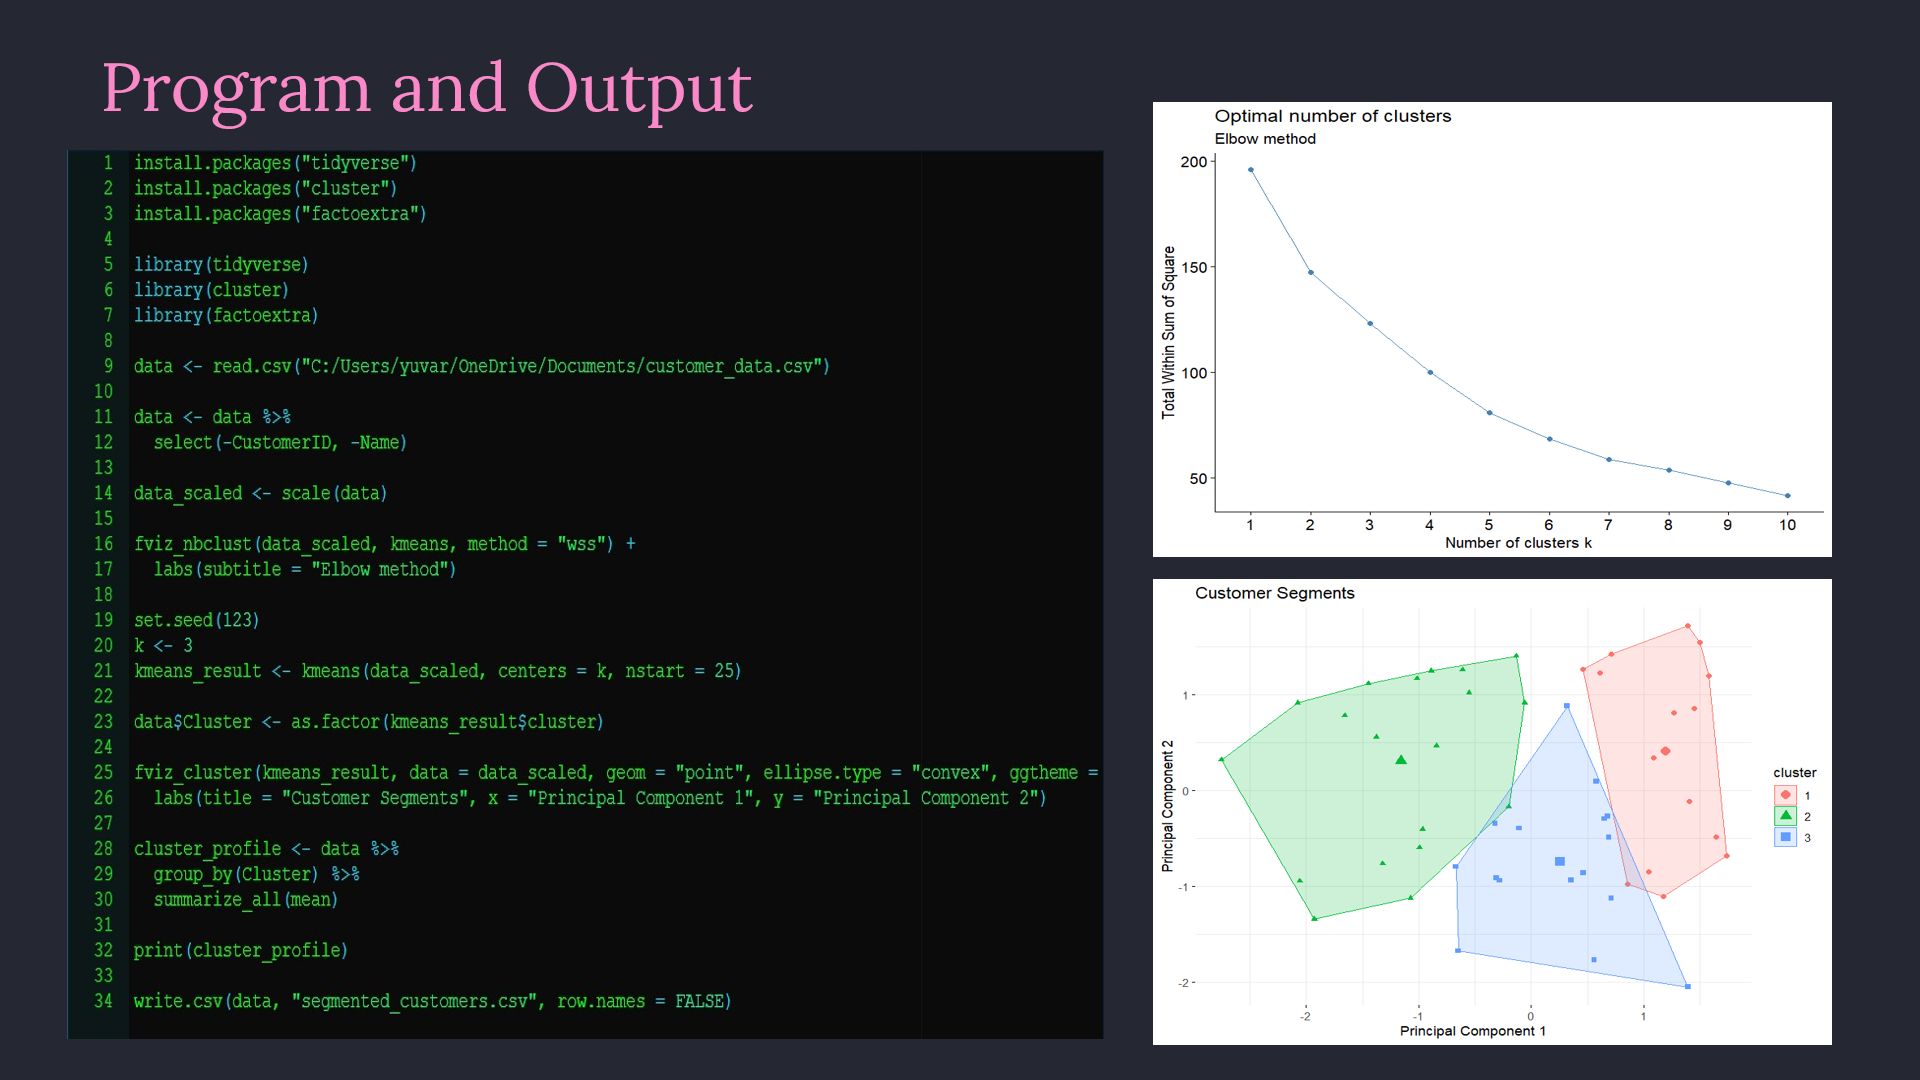 Program and Output
1 install.packages("tidyverse")
2 install.packages("cluster")
3 install.packages("factoextra")
4
5 library(tidyverse)
6 library(cluster)
7 library(factoextra)
8
9 data <- read.csv("C:/Users/yuvar/OneDrive/Documents/customer_data.csv")
10
11 data <- data %>%
12   select(-CustomerID, -Name)
13
14 data_scaled <- scale(data)
15
16 fviz_nbclust(data_scaled, kmeans, method = "wss") +
17   labs(subtitle = "Elbow method")
18
19 set.seed(123)
20 k <- 3
21 kmeans_result <- kmeans(data_scaled, centers = k, nstart = 25)
22
23 data$Cluster <- as.factor(kmeans_result$cluster)
24
25 fviz_cluster(kmeans_result, data = data_scaled, geom = "point", ellipse.type = "convex", ggtheme =
26   labs(title = "Customer Segments", x = "Principal Component 1", y = "Principal Component 2")
27
28 cluster_profile <- data %>%
29   group_by(Cluster) %>%
30   summarize_all(mean)
31
32 print(cluster_profile)
33
34 write.csv(data, "segmented_customers.csv", row.names = FALSE)
Optimal number of clusters
Elbow method
Total Within Sum of Square
200
150
100
50
1 2 3 4 5 6 7 8 9 10
Number of clusters k
Customer Segments
Principal Component 2
1
0
-1
-2
-2 -1 0 1
Principal Component 1
cluster
1
2
3